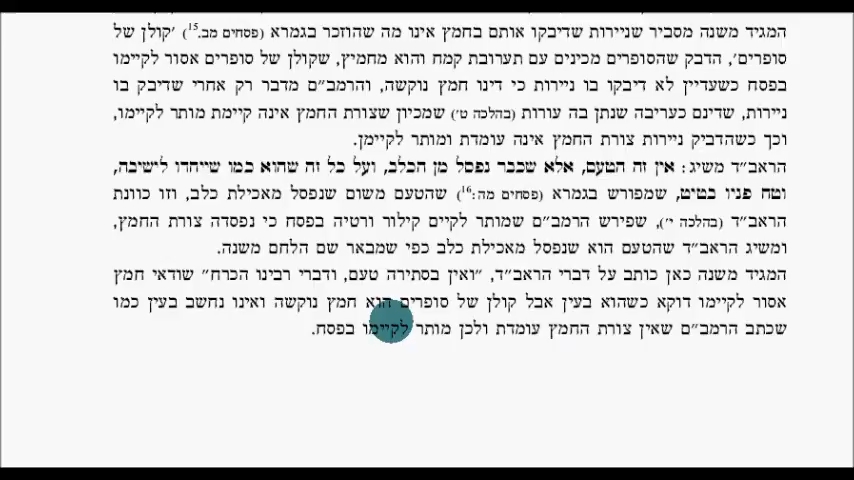 המגיד משנה מסביר שניירות שדיבקו אותם בחמץ אינו מה שהוזכר בגמרא (פסחים מב.15) 'קולן של
סופרים', הדבק שהסופרים מכינים עם תערובת קמח והוא מחמיץ, שקולן של סופרים אסור לקיימו
בפסח כשעדיין לא דיבקו בו ניירות כי דינו חמץ נוקשה, והרמב״ם מדבר רק אחרי שדיבק בו
ניירות, שדינם כעריבה שנתן בה עורות (בהלכה ט') שמכיון שצורת החמץ אינה קיימת מותר לקיימו,
וכך כשהדביק ניירות צורת החמץ אינה עומדת ומותר לקיימן.
הראב״ד משיג: אין זה הטעם, אלא שכבר נפסל מן הכלב, ועל כל זה שהוא כמו שייחדו לישיבה,
וטח פניו בטיט, שמפורש בגמרא (פסחים מה:16) שהטעם משום שנפסל מאכילת כלב, וזו כוונת
הראב״ד (בהלכה י'), שפירש הרמב״ם שמותר לקיים קילור ורטיה בפסח כי נפסדה צורת החמץ,
ומשיג הראב״ד שהטעם הוא שנפסל מאכילת כלב כפי שמבאר שם הלחם משנה.
המגיד משנה כאן כותב על דברי הראב״ד, ״ואין בסתירה טעם, ודברי רבינו הכרח״ שודאי חמץ
אסור לקיימו דוקא כשהוא בעין אבל קולן של סופרים הוא חמץ נוקשה ואינו נחשב בעין כמו
שכתב הרמב״ם שאין צורת החמץ עומדת ולכן מותר לקיימו בפסח.